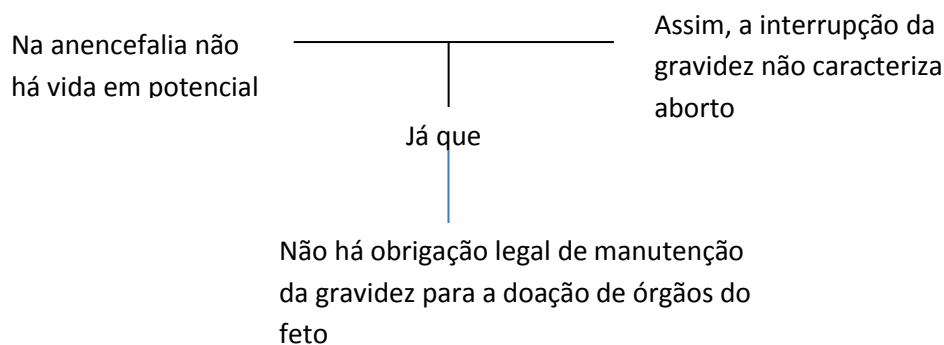 Na anencefalia não
há vida em potencial
Assim, a interrupção da
gravidez não caracteriza
aborto
Já que
Não há obrigação legal de manutenção
da gravidez para a doação de órgãos do
feto